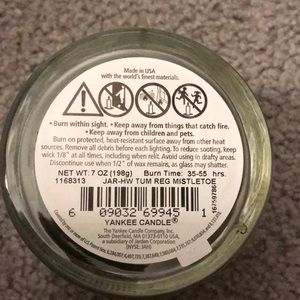 Made in USA
with the world's finest materials.
• Burn within sight. • Keep away from things that catch fire.
• Keep away from children and pets.
Burn on protected, heat-resistant surface away from other heat
sources. Remove all debris before each lighting. To reduce sooting, keep
wick 1/8" at all times, including when relit. Avoid using in drafty areas.
Discontinue use when 1/2" of wax remains, as glass may shatter.
NET WT. 7 OZ (198g) Burn Time: 35-55 hrs.
1168313 JAR-HW TUM REG MISTLETOE
6 09032 69945 1
YANKEE CANDLE®
The Yankee Candle Company, Inc.
South Deerfield, MA 01373-0110 USA
a subsidiary of Jarden Corporation
(NYSE: JAH)